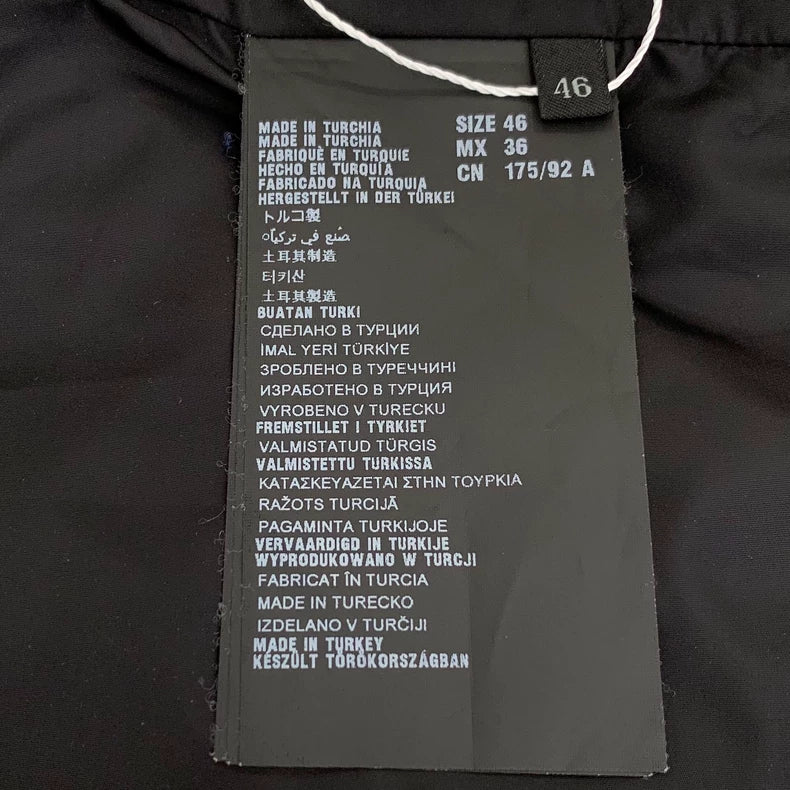 46
MADE IN TURCHIA
MADE IN TURCHIA
FABRIQUÈ EN TURQUIE
HECHO EN TURQUÍA
FABRICADO NA TURQUIA
HERGESTELLT IN DER TÜRKEI
SIZE 46
MX 36
CN 175/92 A
トルコ製
صُنع في تركيا
土耳其制造
터키산
土耳其製造
BUATAN TURKI
СДЕЛАНО В ТУРЦИИ
İMAL YERİ TÜRKİYE
ЗРОБЛЕНО В ТУРЕЧЧИНІ
ИЗРАБОТЕНО В ТУРЦИЯ
VYROBENO V TURECKU
FREMSTILLET I TYRKIET
VALMISTATUD TÜRGIS
VALMISTETTU TURKISSA
ΚΑΤΑΣΚΕΥΑΖΕΤΑΙ ΣΤΗΝ ΤΟΥΡΚΙΑ
RAŽOTS TURCIJĀ
PAGAMINTA TURKIJOJE
VERVAARDIGD IN TURKIJE
WYPRODUKOWANO W TURCJI
FABRICAT ÎN TURCIA
MADE IN TURECKO
IZDELANO V TURČIJI
MADE IN TURKEY
KÉSZÜLT TÖRÖKORSZÁGBAN